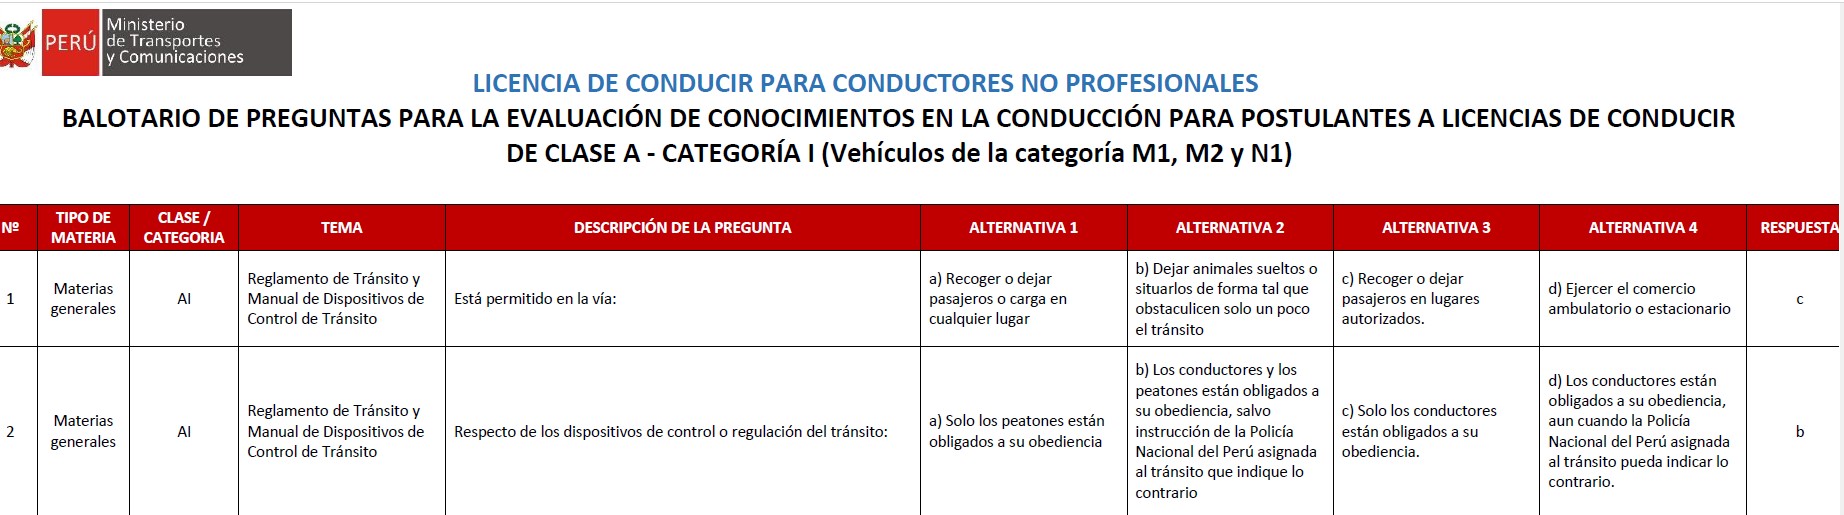 PERÚ
Ministerio
de Transportes
y Comunicaciones
LICENCIA DE CONDUCIR PARA CONDUCTORES NO PROFESIONALES
BALOTARIO DE PREGUNTAS PARA LA EVALUACIÓN DE CONOCIMIENTOS EN LA CONDUCCIÓN PARA POSTULANTES A LICENCIAS DE CONDUCIR
DE CLASE A - CATEGORÍA I (Vehículos de la categoría M1, M2 y N1)
Nº
TIPO DE
MATERIA
CLASE /
CATEGORIA
TEMA
DESCRIPCIÓN DE LA PREGUNTA
ALTERNATIVA 1
ALTERNATIVA 2
ALTERNATIVA 3
ALTERNATIVA 4
RESPUESTA
1
Materias
generales
AI
Reglamento de Tránsito y
Manual de Dispositivos de
Control de Tránsito
Está permitido en la vía:
a) Recoger o dejar
pasajeros o carga en
cualquier lugar
b) Dejar animales sueltos o
situarlos de forma tal que
obstaculicen solo un poco
el tránsito
c) Recoger o dejar
pasajeros en lugares
autorizados.
d) Ejercer el comercio
ambulatorio o estacionario
c
2
Materias
generales
AI
Reglamento de Tránsito y
Manual de Dispositivos de
Control de Tránsito
Respecto de los dispositivos de control o regulación del tránsito:
a) Solo los peatones están
obligados a su obediencia
b) Los conductores y los
peatones están obligados a
su obediencia, salvo
instrucción de la Policía
Nacional del Perú asignada
al tránsito que indique lo
contrario
c) Solo los conductores
están obligados a su
obediencia.
d) Los conductores están
obligados a su obediencia,
aun cuando la Policía
Nacional del Perú asignada
al tránsito pueda indicar lo
contrario.
b